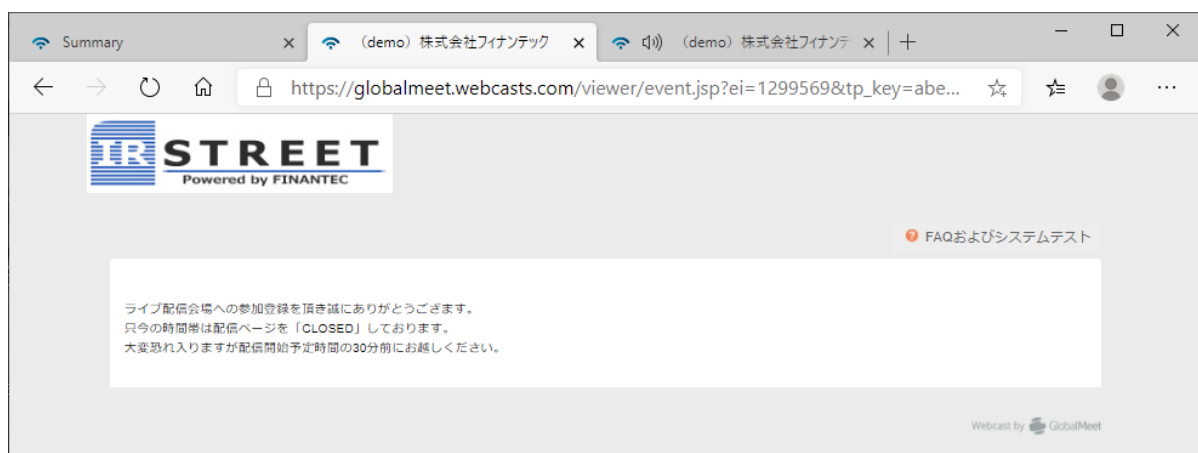 Summary
(demo) 株式会社フィナンテック
(demo) 株式会社フィナンテ
https://globalmeet.webcasts.com/viewer/event.jsp?ei=1299569&tp_key=abe...
IR STREET
Powered by FINANTEC
FAQおよびシステムテスト
ライブ配信会場への参加登録を頂き誠にありがとうござます。
只今の時間帯は配信ページを「CLOSED」しております。
大変恐れ入りますが配信開始予定時間の30分前にお越しください。
Webcast by GlobalMeet